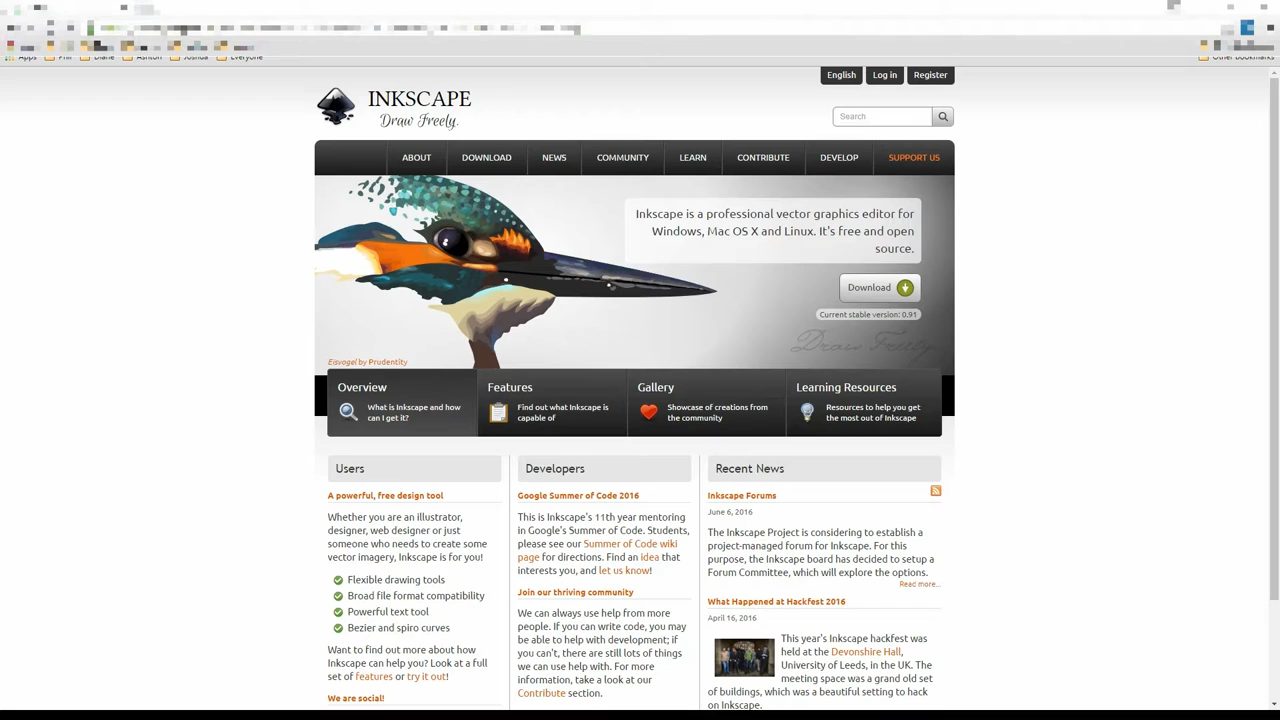 Apps Phil Diane Ashton Joshua Everyone Other bookmarks
English Log in Register
INKSCAPE
Draw Freely.
Search
ABOUT DOWNLOAD NEWS COMMUNITY LEARN CONTRIBUTE DEVELOP SUPPORT US
Inkscape is a professional vector graphics editor for
Windows, Mac OS X and Linux. It's free and open
source.
Download
Current stable version: 0.91
Draw Freely
Eisvogel by Prudentity
Overview
What is Inkscape and how
can I get it?
Features
Find out what Inkscape is
capable of
Gallery
Showcase of creations from
the community
Learning Resources
Resources to help you get
the most out of Inkscape
Users
A powerful, free design tool
Whether you are an illustrator,
designer, web designer or just
someone who needs to create some
vector imagery, Inkscape is for you!
Flexible drawing tools
Broad file format compatibility
Powerful text tool
Bezier and spiro curves
Want to find out more about how
Inkscape can help you? Look at a full
set of features or try it out!
We are social!
Developers
Google Summer of Code 2016
This is Inkscape's 11th year mentoring
in Google's Summer of Code. Students,
please see our Summer of Code wiki
page for directions. Find an idea that
interests you, and let us know!
Join our thriving community
We can always use help from more
people. If you can write code, you may
be able to help with development; if
you can't, there are still lots of things
we can use help with. For more
information, take a look at our
Contribute section.
Recent News
Inkscape Forums
June 6, 2016
The Inkscape Project is considering to establish a
project-managed forum for Inkscape. For this
purpose, the Inkscape board has decided to setup a
Forum Committee, which will explore the options.
Read more...
What Happened at Hackfest 2016
April 16, 2016
This year's Inkscape hackfest was
held at the Devonshire Hall,
University of Leeds, in the UK. The
meeting space was a grand old set
of buildings, which was a beautiful setting to hack
on Inkscape.